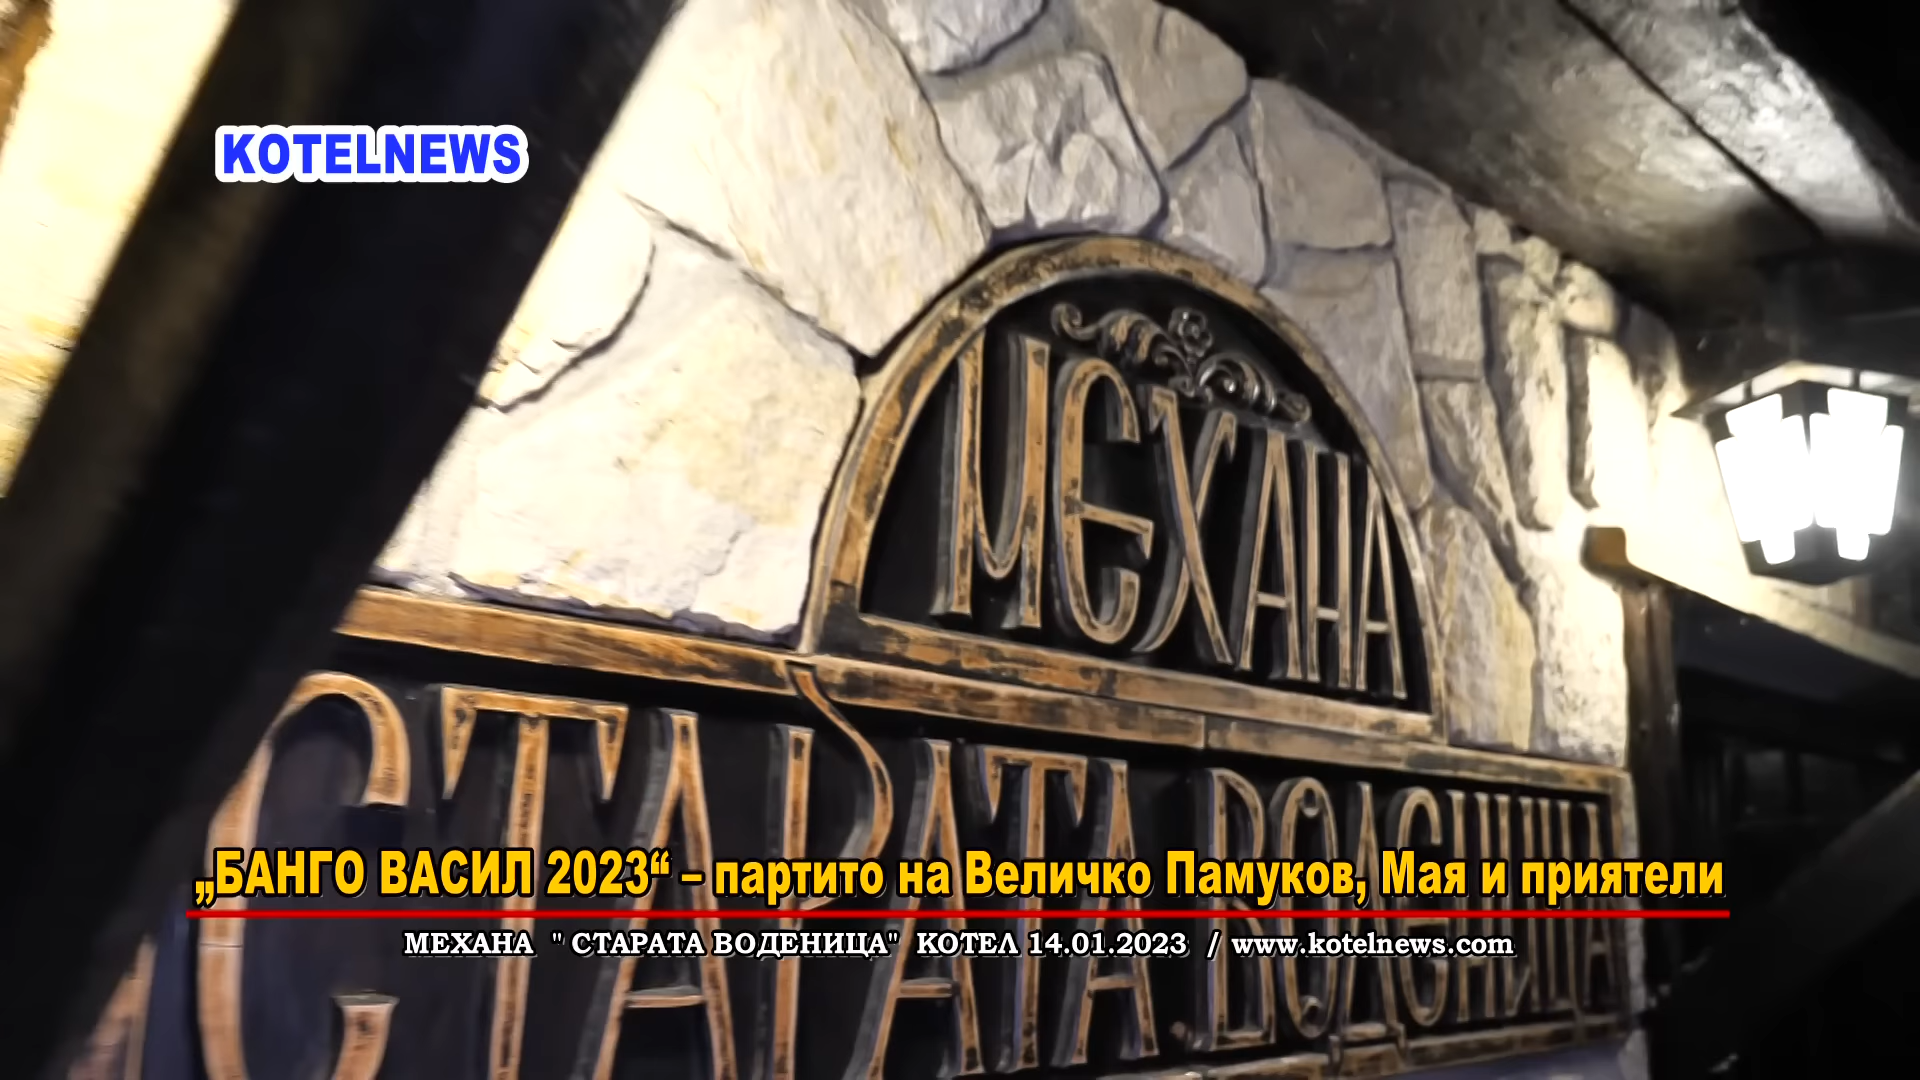 KOTELNEWS
МЕХАНА
СТАРАТА ВОДЕНИЦА
„БАНГО ВАСИЛ 2023“ – партито на Величко Памуков, Мая и приятели
МЕХАНА " СТАРАТА ВОДЕНИЦА" КОТЕЛ 14.01.2023 / www.kotelnews.com